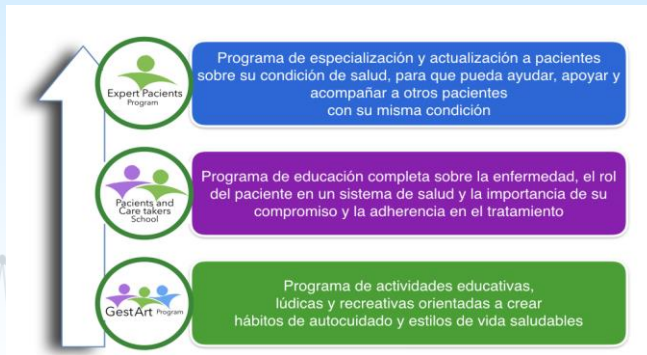 Expert Pacients
Program
Programa de especialización y actualización a pacientes
sobre su condición de salud, para que pueda ayudar, apoyar y
acompañar a otros pacientes
con su misma condición
Pacients and
Care takers
School
Programa de educación completa sobre la enfermedad, el rol
del paciente en un sistema de salud y la importancia de su
compromiso y la adherencia en el tratamiento
GestArt Program
Programa de actividades educativas,
lúdicas y recreativas orientadas a crear
hábitos de autocuidado y estilos de vida saludables